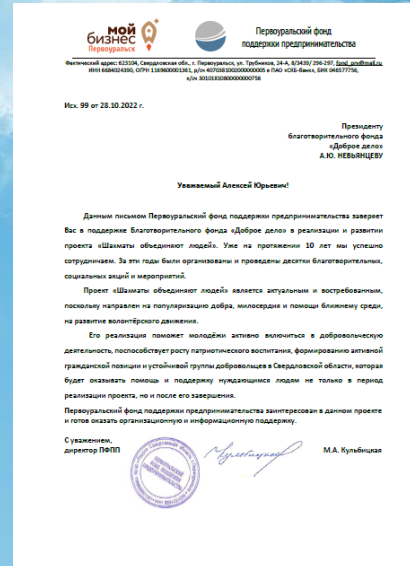 мой
бизнес
Первоуральск
Первоуральский фонд
поддержки предпринимательства
Фактический адрес: 623104, Свердловская обл., г. Первоуральск, ул. Трубников, 24-А, 8/3439/ 296-297, fond_prv@mail.ru
ИНН 6684024390, ОГРН 1169600001361, р/сч в ПАО «СКБ-банк», БИК 046577756,
к/сч
Исх. 99 от 28.10.2022 г.
Президенту
благотворительного фонда
«Доброе дело»
А.Ю. НЕВЬЯНЦЕВУ
Уважаемый Алексей Юрьевич!
Данным письмом Первоуральский фонд поддержки предпринимательства заверяет
Вас в поддержке Благотворительного фонда «Доброе дело» в реализации и развитии
проекта «Шахматы объединяют людей». Уже на протяжении 10 лет мы успешно
сотрудничаем. За эти годы были организованы и проведены десятки благотворительных,
социальных акций и мероприятий.
Проект «Шахматы объединяют людей» является актуальным и востребованным,
поскольку направлен на популяризацию добра, милосердия и помощи ближнему среди,
на развитие волонтёрского движения.
Его реализация поможет молодёжи активно включиться в добровольческую
деятельность, поспособствует росту патриотического воспитания, формированию активной
гражданской позиции и устойчивой группы добровольцев в Свердловской области, которая
будет оказывать помощь и поддержку нуждающимся людям не только в период
реализации проекта, но и после его завершения.
Первоуральский фонд поддержки предпринимательства заинтересован в данном проекте
и готов оказать организационную и информационную поддержку.
С уважением,
директор ПФПП
М.А. Кульбицкая
ПЕРВОУРАЛЬСКИЙ
ФОНД ПОДДЕРЖКИ
ПРЕДПРИНИМАТЕЛЬСТВА